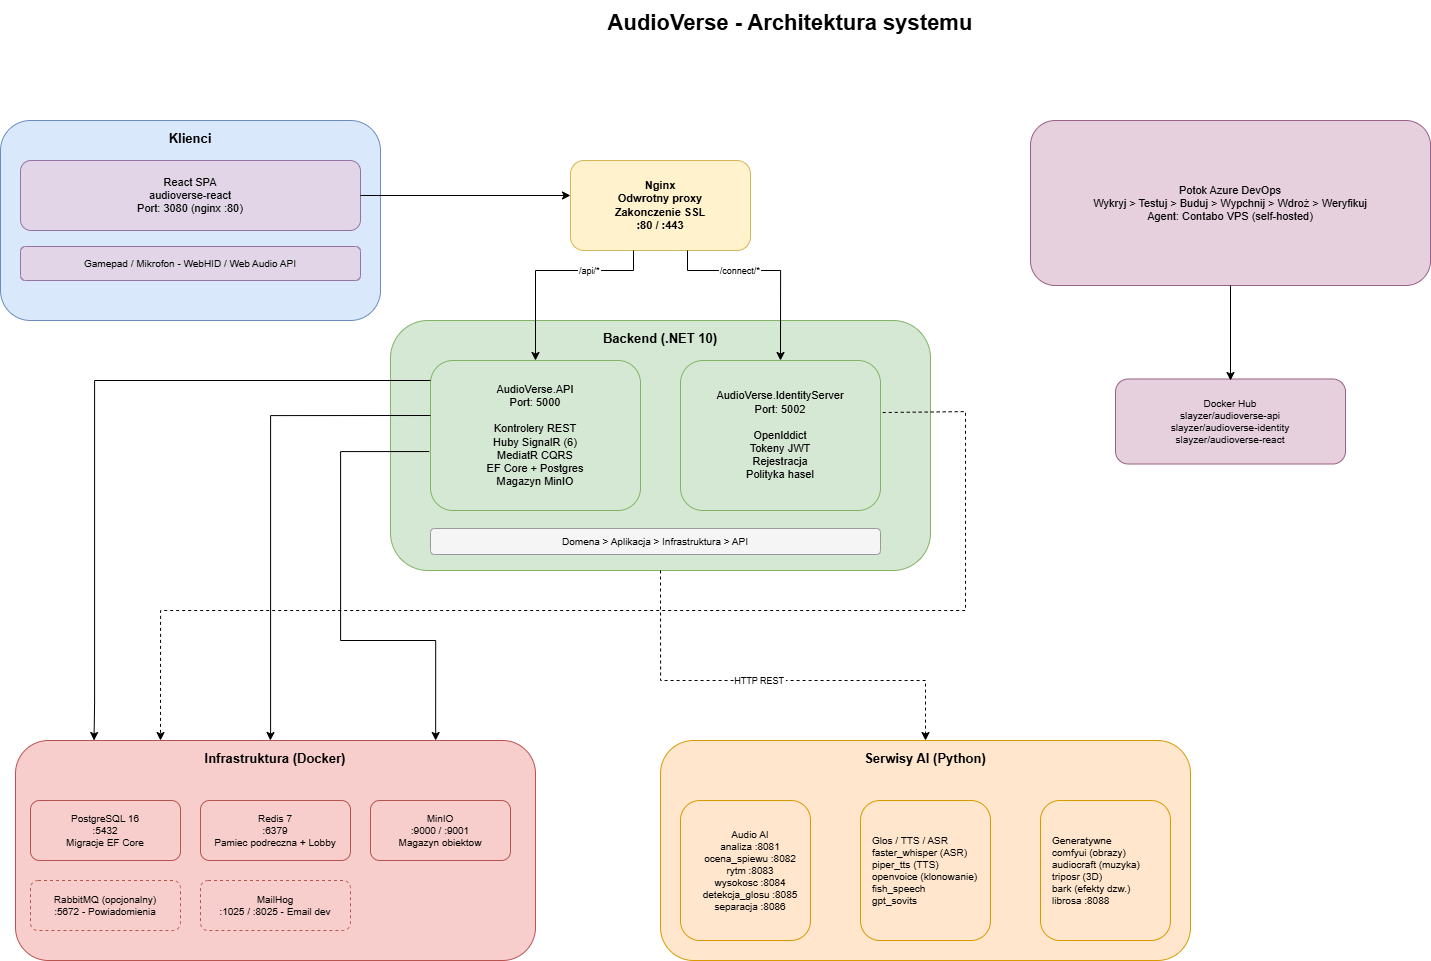 AudioVerse - Architektura systemu
Klienci
React SPA
audioverse-react
Port: 3080 (nginx :80)
Gamepad / Mikrofon - WebHID / Web Audio API
Nginx
Odwrotny proxy
Zakonczenie SSL
:80 / :443
/api/*
/connect/*
Potok Azure DevOps
Wykryj > Testuj > Buduj > Wypchnij > Wdroż > Weryfikuj
Agent: Contabo VPS (self-hosted)
Docker Hub
slayzer/audioverse-api
slayzer/audioverse-identity
slayzer/audioverse-react
Backend (.NET 10)
AudioVerse.API
Port: 5000
Kontrolery REST
Huby SignalR (6)
MediatR CQRS
EF Core + Postgres
Magazyn MinIO
AudioVerse.IdentityServer
Port: 5002
OpenIddict
Tokeny JWT
Rejestracja
Polityka hasel
Domena > Aplikacja > Infrastruktura > API
HTTP REST
Infrastruktura (Docker)
PostgreSQL 16
:5432
Migracje EF Core
Redis 7
:6379
Pamiec podreczna + Lobby
MinIO
:9000 / :9001
Magazyn obiektow
RabbitMQ (opcjonalny)
:5672 - Powiadomienia
MailHog
:1025 / :8025 - Email dev
Serwisy AI (Python)
Audio AI
analiza :8081
ocena_spiewu :8082
rytm :8083
wysokosc :8084
detekcja_glosu :8085
separacja :8086
Glos / TTS / ASR
faster_whisper (ASR)
piper_tts (TTS)
openvoice (klonowanie)
fish_speech
gpt_sovits
Generatywne
comfyui (obrazy)
audiocraft (muzyka)
triposr (3D)
bark (efekty dzw.)
librosa :8088